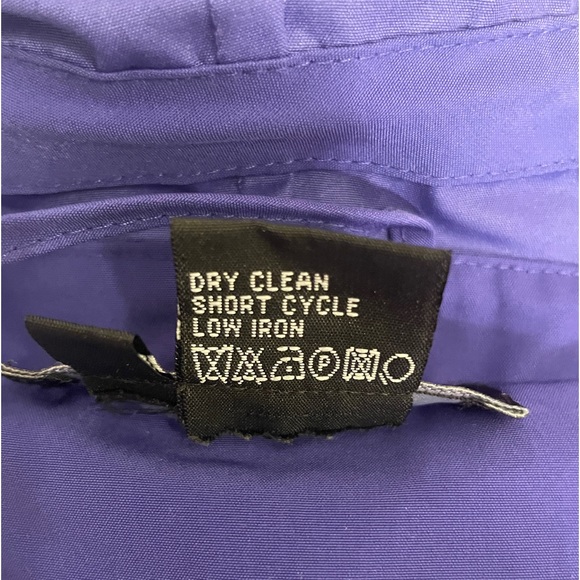 DRY CLEAN
SHORT CYCLE
LOW IRON
P